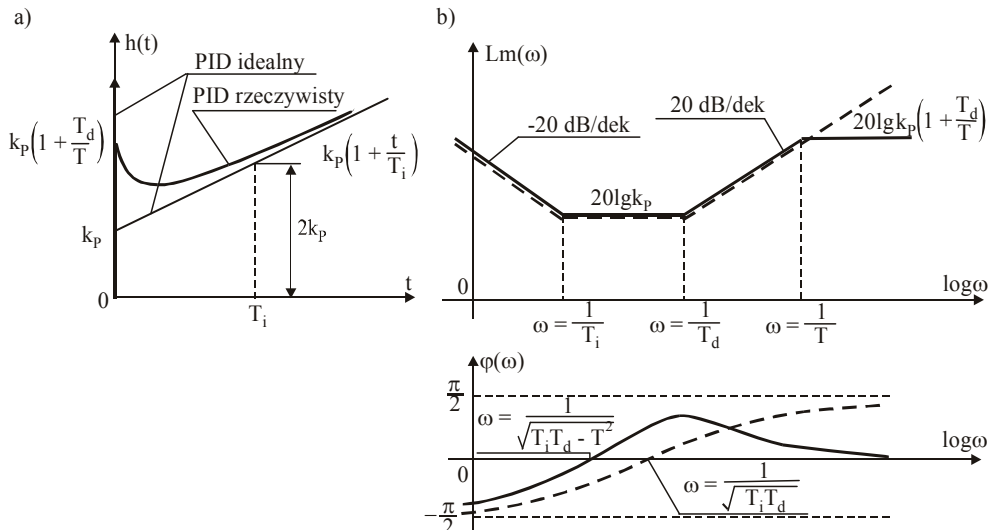 a)
h(t)
PID idealny
PID rzeczywisty
k_P(1 + T_d/T)
k_P(1 + t/T_i)
k_P
2k_P
0
T_i
t
b)
Lm(ω)
-20 dB/dek
20 dB/dek
20lgk_P(1 + T_d/T)
20lgk_P
0
logω
ω = 1/T_i
ω = 1/T_d
ω = 1/T
φ(ω)
π/2
ω = 1/√(T_iT_d - T²)
logω
0
ω = 1/√(T_iT_d)
-π/2